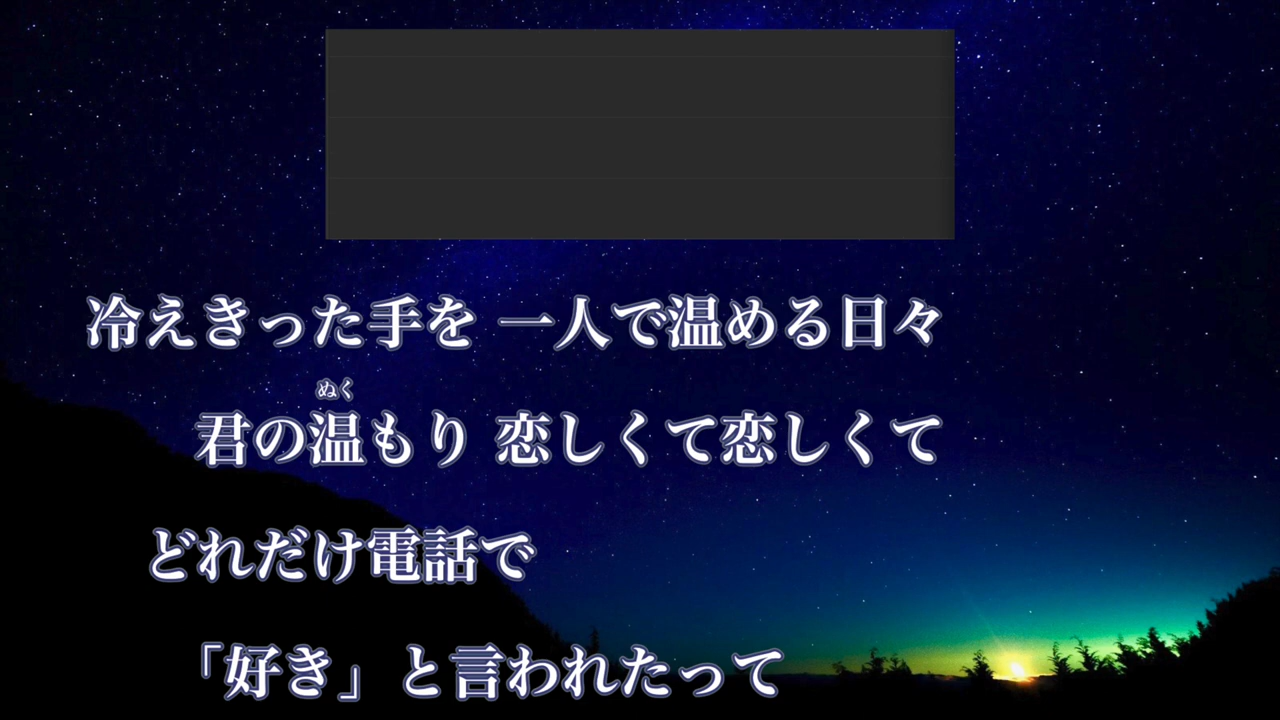 冷えきった手を 一人で温める日々
ぬく
君の温もり 恋しくて恋しくて
どれだけ電話で
「好き」と言われたって